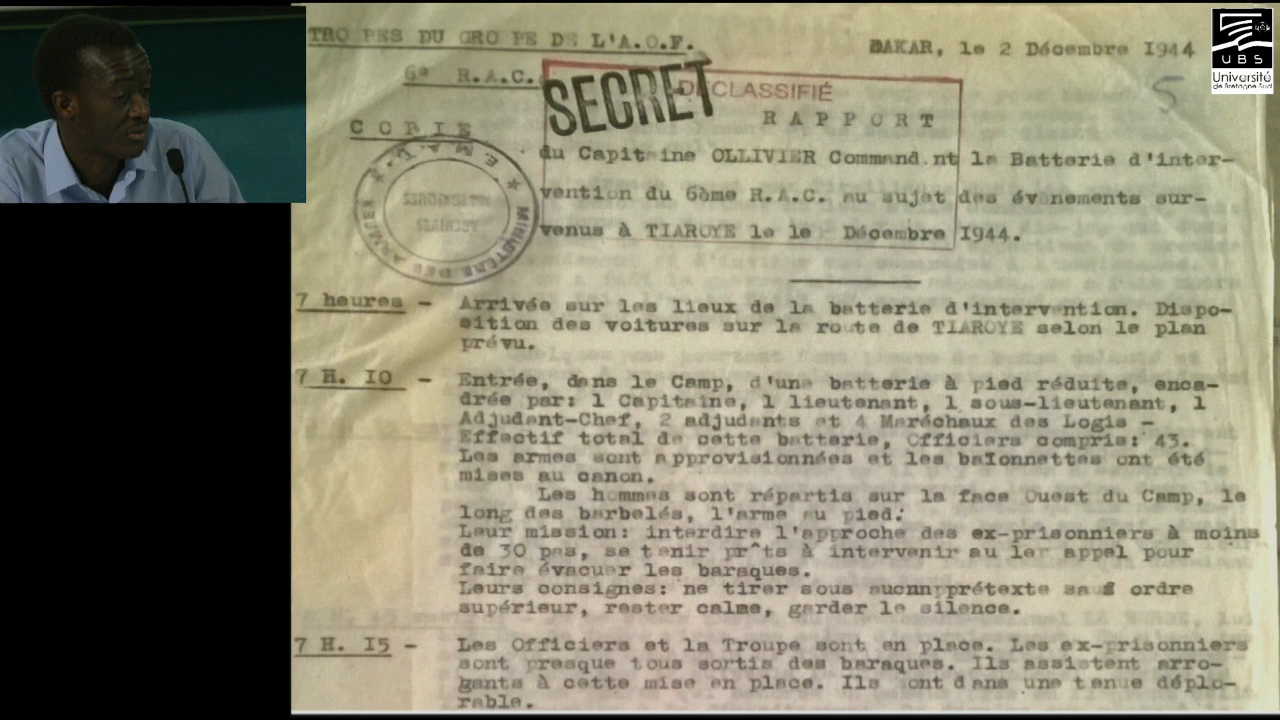 TROUPES DU GROUPE DE L'A.O.F.
DAKAR, le 2 Décembre 1944
6° R.A.C.
SECRET
DÉCLASSIFIÉ
5
COPIE
RAPPORT
du Capitaine OLLIVIER Commandant la Batterie d'inter-
vention du 6ème R.A.C. au sujet des évènements sur-
venus à TIAROYE le 1e Décembre 1944.
MINISTERE DES ARMEES
E.M.A.T.
7 heures - Arrivée sur les lieux de la batterie d'intervention. Dispo-
sition des voitures sur la route de TIAROYE selon le plan
prévu.
7 H. 10 - Entrée, dans le Camp, d'une batterie à pied réduite, enca-
drée par: 1 Capitaine, 1 lieutenant, 1 sous-lieutenant, 1
Adjudant-Chef, 2 adjudants et 4 Maréchaux des Logis -
Effectif total de cette batterie, Officiers compris: 43.
Les armes sont approvisionnées et les baïonnettes ont été
mises au canon.
Les hommes sont répartis sur la face Ouest du Camp, le
long des barbelés, l'arme au pied.
Leur mission: interdire l'approche des ex-prisonniers à moins
de 30 pas, se tenir prêts à intervenir au 1er appel pour
faire évacuer les baraques.
Leurs consignes: ne tirer sous aucun prétexte sauf ordre
supérieur, rester calme, garder le silence.
7 H. 15 - Les Officiers et la Troupe sont en place. Les ex-prisonniers
sont presque tous sortis des baraques. Ils assistent arro-
gants à cette mise en place. Ils sont dans une tenue déplo-
rable.
UBS
Université
de Bretagne-Sud